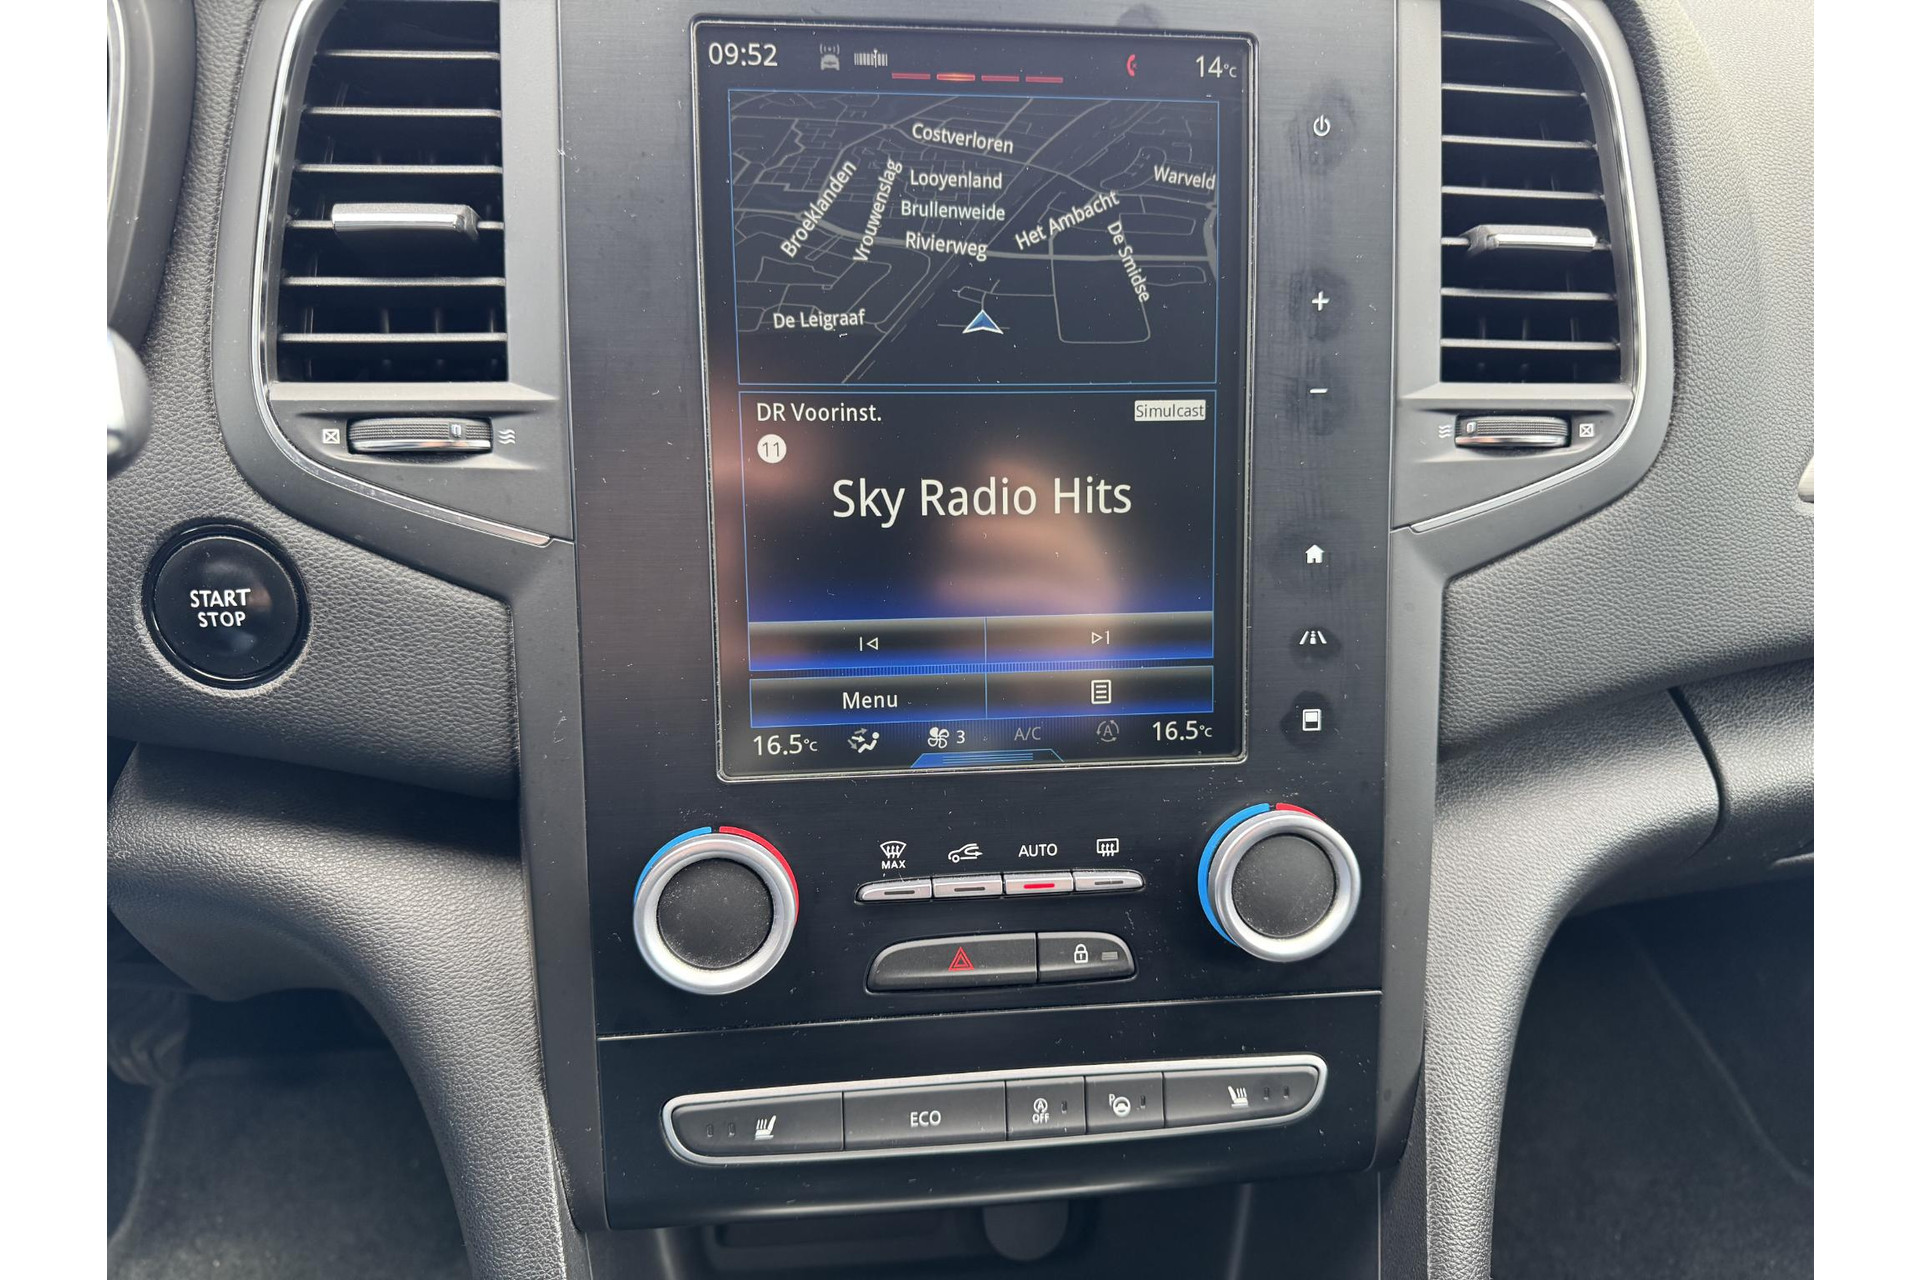 09:52
14°C
Costverloren
Broeklanden
Vrouwenslag
Looyenland
Warveld
Brullenweide
Het Ambacht
Rivierweg
De Smidse
De Leigraaf
DR Voorinst.
Simulcast
11
Sky Radio Hits
START
STOP
Menu
16.5°C
3
A/C
A
16.5°C
MAX
AUTO
ECO
A
OFF
P